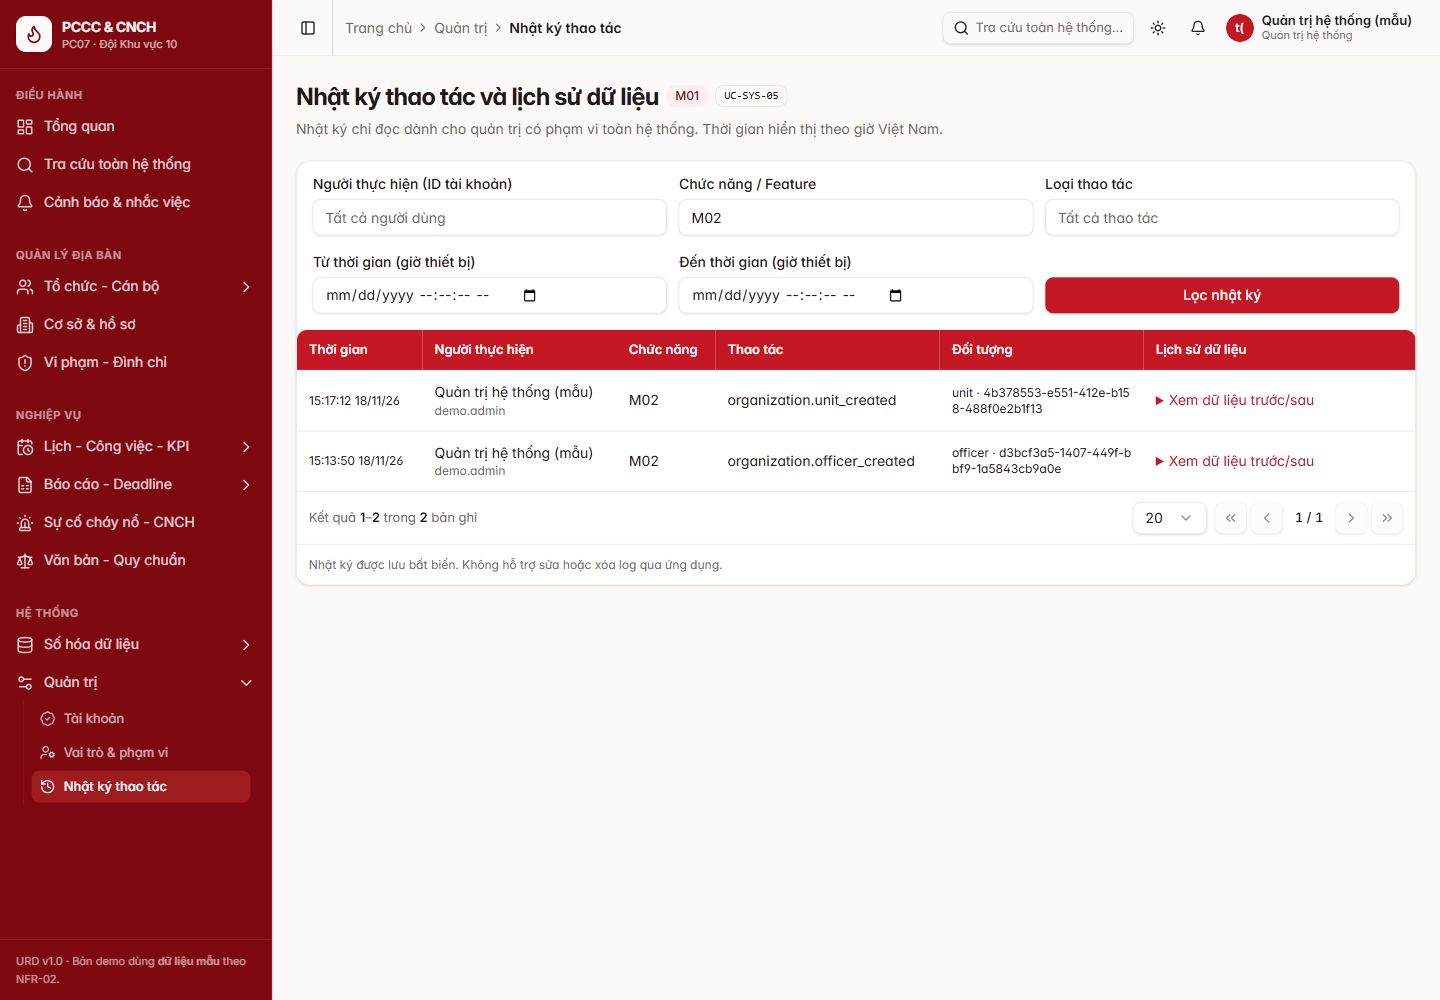 PCCC & CNCH
PC07 · Đội Khu vực 10
ĐIỀU HÀNH
Tổng quan
Tra cứu toàn hệ thống
Cảnh báo & nhắc việc
QUẢN LÝ ĐỊA BÀN
Tổ chức - Cán bộ
Cơ sở & hồ sơ
Vi phạm - Đình chỉ
NGHIỆP VỤ
Lịch - Công việc - KPI
Báo cáo - Deadline
Sự cố cháy nổ - CNCH
Văn bản - Quy chuẩn
HỆ THỐNG
Số hóa dữ liệu
Quản trị
Tài khoản
Vai trò & phạm vi
Nhật ký thao tác
URD v1.0 · Bản demo dùng dữ liệu mẫu theo
NFR-02.
Trang chủ > Quản trị > Nhật ký thao tác
Tra cứu toàn hệ thống...
t(
Quản trị hệ thống (mẫu)
Quản trị hệ thống
Nhật ký thao tác và lịch sử dữ liệu M01 UC-SYS-05
Nhật ký chỉ đọc dành cho quản trị có phạm vi toàn hệ thống. Thời gian hiển thị theo giờ Việt Nam.
Người thực hiện (ID tài khoản) Chức năng / Feature Loại thao tác
Tất cả người dùng M02 Tất cả thao tác
Từ thời gian (giờ thiết bị) Đến thời gian (giờ thiết bị)
mm/dd/yyyy --:--:-- -- mm/dd/yyyy --:--:-- -- Lọc nhật ký
Thời gian Người thực hiện Chức năng Thao tác Đối tượng Lịch sử dữ liệu
15:17:12 18/11/26 Quản trị hệ thống (mẫu) M02 organization.unit_created unit · 4b378553-e551-412e-b15 Xem dữ liệu trước/sau
demo.admin 8-488f0e2b1f13
15:13:50 18/11/26 Quản trị hệ thống (mẫu) M02 organization.officer_created officer · d3bcf3a5-1407-449f-b Xem dữ liệu trước/sau
demo.admin bf9-1a5843cb9a0e
Kết quả 1–2 trong 2 bản ghi 20 « ‹ 1 / 1 › »
Nhật ký được lưu bất biến. Không hỗ trợ sửa hoặc xóa log qua ứng dụng.